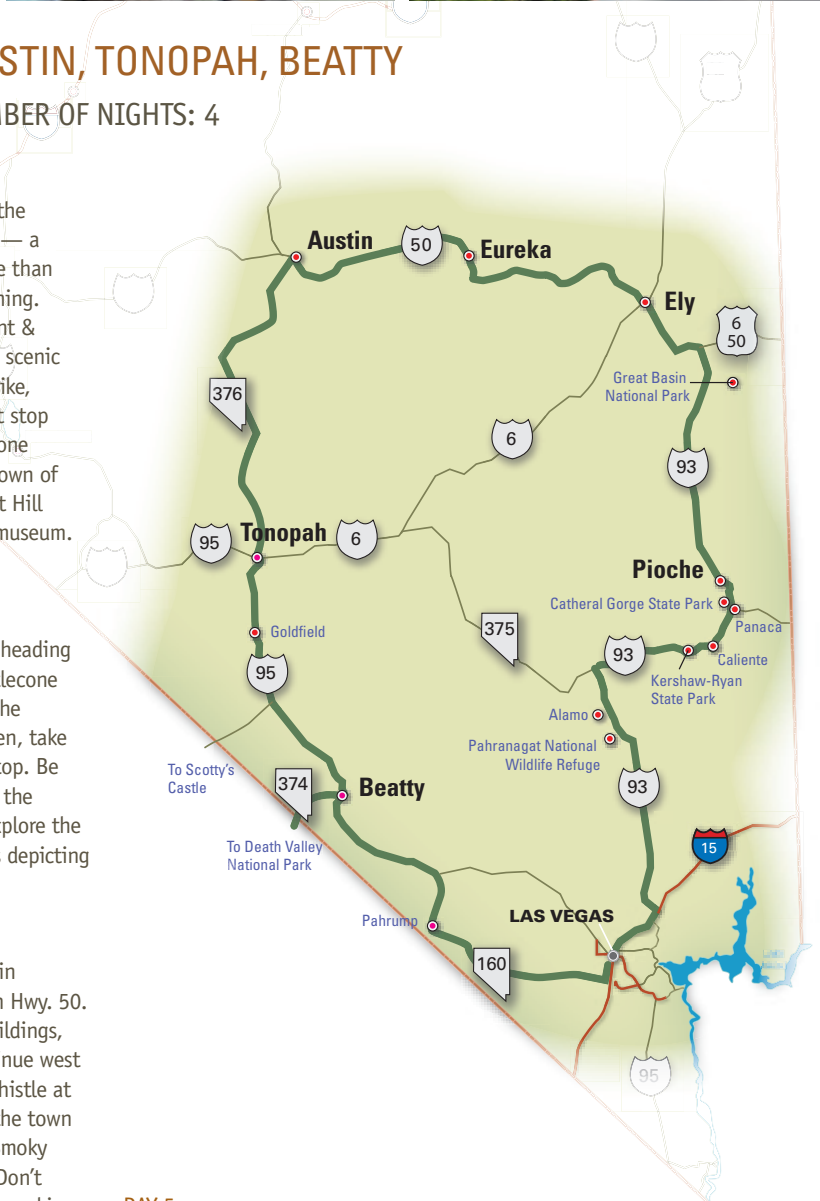 STIN, TONOPAH, BEATTY
MBER OF NIGHTS: 4
the
— a
e than
ning.
nt &
scenic
ike,
t stop
one
own of
t Hill
museum.
heading
lecone
he
en, take
top. Be
the
xplore the
s depicting
in
n Hwy. 50.
ildings,
nue west
histle at
the town
moky
Don't
DAY 5
Austin
50
Eureka
Ely
6
50
Great Basin
National Park
376
6
93
95
Tonopah
6
Pioche
Catheral Gorge State Park
Panaca
375
93
Caliente
Kershaw-Ryan
State Park
Goldfield
95
Alamo
Pahranagat National
Wildlife Refuge
To Scotty's
Castle
374
Beatty
93
To Death Valley
National Park
15
Pahrump
LAS VEGAS
160
95